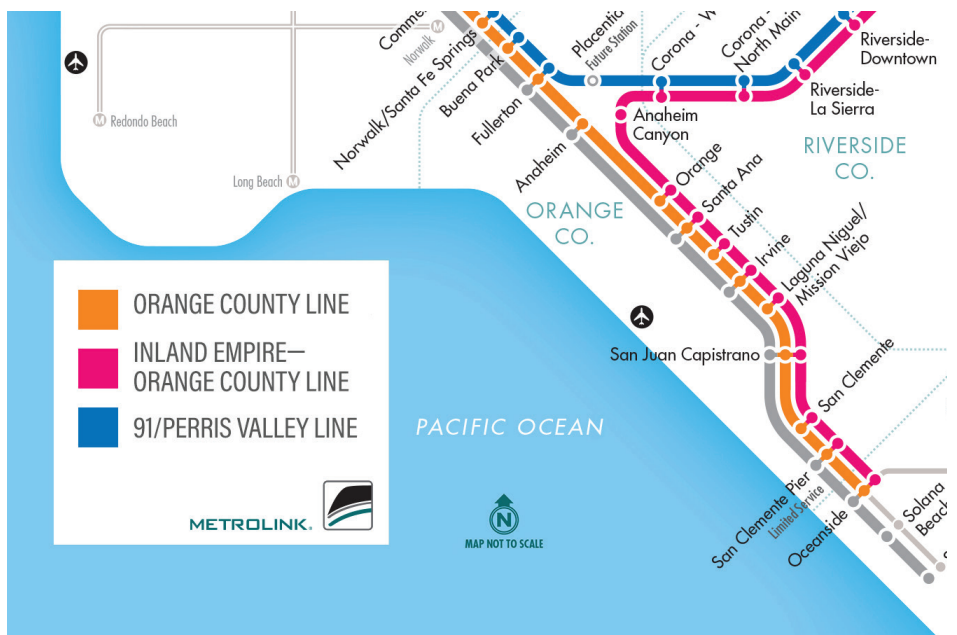 Norwalk
Norwalk/Santa Fe Springs
Buena Park
Fullerton
Anaheim
Placentia
Future Station
Corona - 
Corona -
North Main
Riverside-
Downtown
Riverside-
La Sierra
Anaheim
Canyon
RIVERSIDE
CO.
M
M Redondo Beach
Long Beach M
ORANGE
CO.
Orange
Santa Ana
Tustin
Irvine
Laguna Niguel/
Mission Viejo
San Juan Capistrano
San Clemente
San Clemente Pier
Limited Service
Oceanside
Solana
Beach
ORANGE COUNTY LINE
INLAND EMPIRE—
ORANGE COUNTY LINE
91/PERRIS VALLEY LINE
METROLINK.
PACIFIC OCEAN
N
MAP NOT TO SCALE